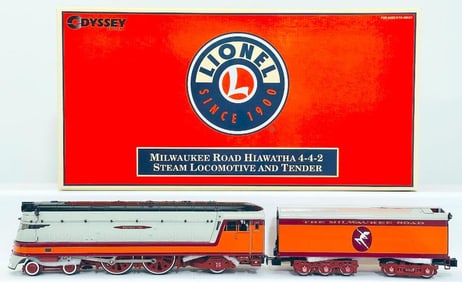 ODYSSEY
LIONEL
L
SINCE 1900
MILWAUKEE ROAD HIAWATHA 4-4-2
STEAM LOCOMOTIVE AND TENDER
THE MILWAUKEE ROAD